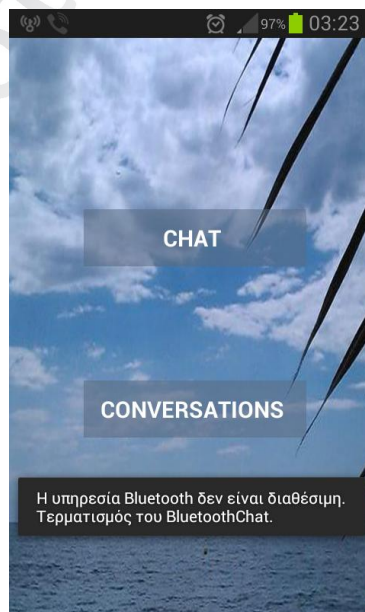 97% 03:23
CHAT
CONVERSATIONS
Η υπηρεσία Bluetooth δεν είναι διαθέσιμη.
Τερματισμός του BluetoothChat.